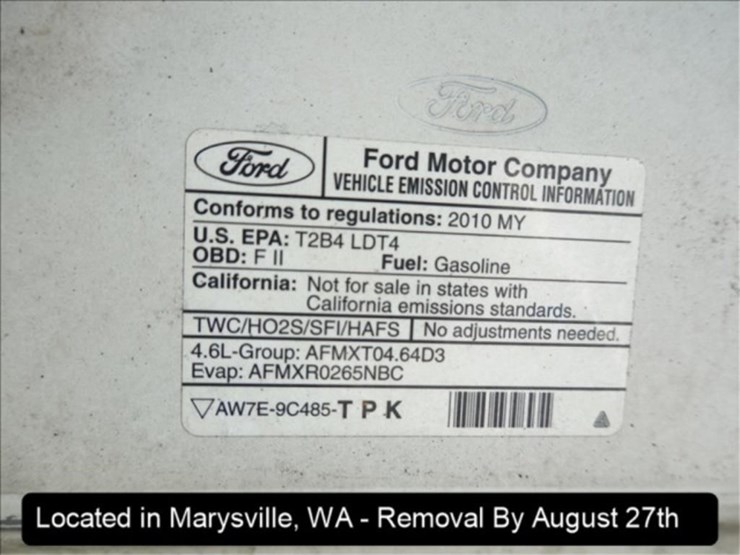 Ford
Ford
Ford Motor Company
VEHICLE EMISSION CONTROL INFORMATION
Conforms to regulations: 2010 MY
U.S. EPA: T2B4 LDT4
OBD: F II Fuel: Gasoline
California: Not for sale in states with
California emissions standards.
TWC/HO2S/SFI/HAFS No adjustments needed.
4.6L-Group: AFMXT04.64D3
Evap: AFMXR0265NBC
AW7E-9C485-T P K
Located in Marysville, WA - Removal By August 27th